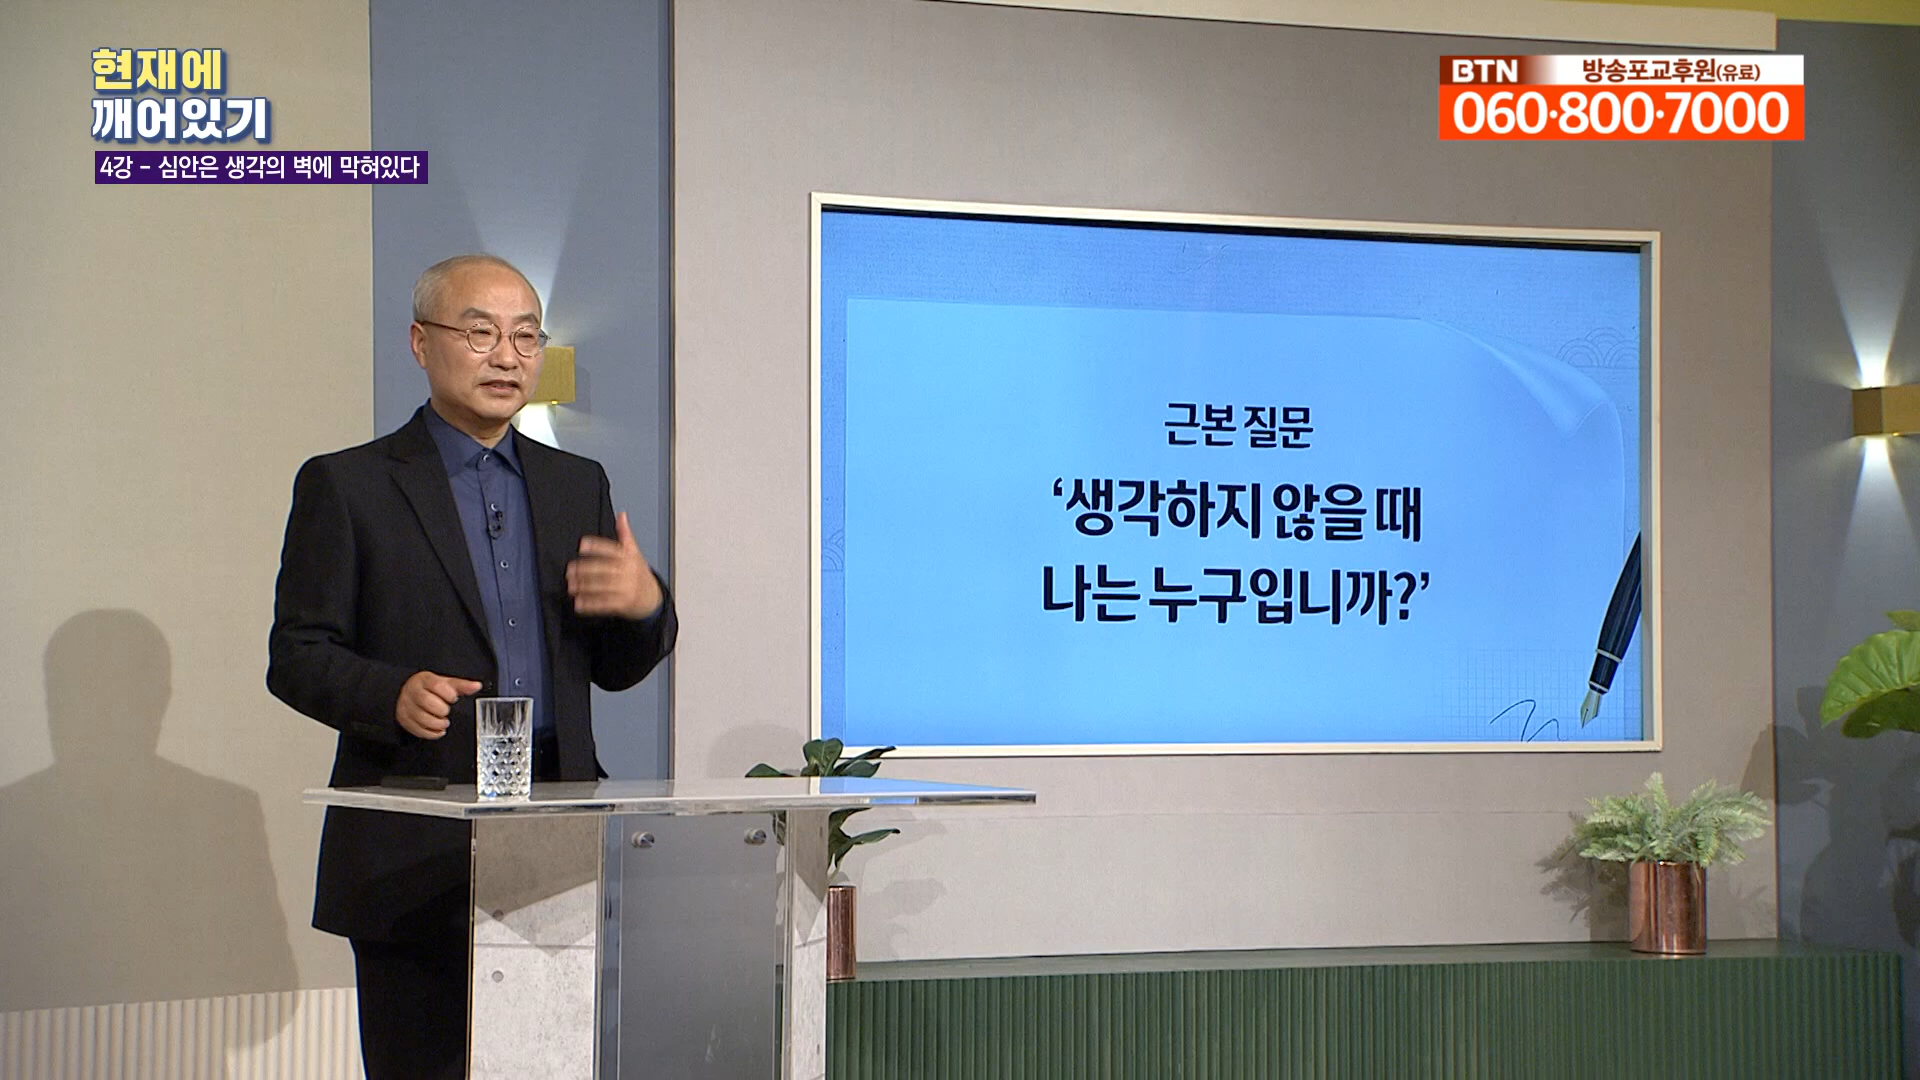 현재에
깨어있기
4강 - 심안은 생각의 벽에 막혀있다
BTN 방송포교후원(유료)
060·800·7000
근본 질문
‘생각하지 않을 때
나는 누구입니까?’